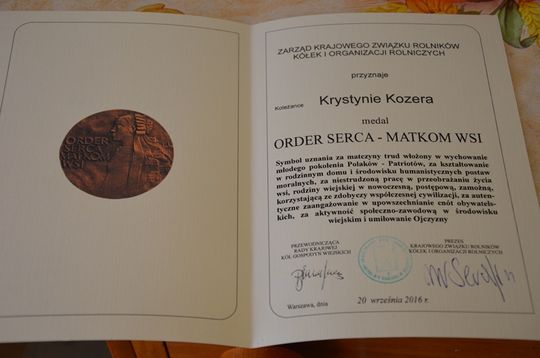 ORDER
SERCA
MATKOM
WSI
ZARZĄD KRAJOWEGO ZWIĄZKU ROLNIKÓW
KÓŁEK I ORGANIZACJI ROLNICZYCH
przyznaje
Koleżance Krystynie Kozera
medal
ORDER SERCA - MATKOM WSI
Symbol uznania za matczyny trud włożony w wychowanie
młodego pokolenia Polaków - Patriotów, za kształtowanie
w rodzinnym domu i środowisku humanistycznych postaw
moralnych, za niestrudzoną pracę w przeobrażaniu życia
wsi, rodziny wiejskiej w nowoczesną, postępową, zamożną,
korzystającą ze zdobyczy współczesnej cywilizacji, za auten-
tyczne zaangażowanie w upowszechnianie cnót obywatels-
kich, za aktywność społeczno-zawodową w środowisku
wiejskim i umiłowanie Ojczyzny
PRZEWODNICZĄCA
RADY KRAJOWEJ
KÓŁ GOSPODYŃ WIEJSKICH
PREZES
KRAJOWEGO ZWIĄZKU ROLNIKÓW
KÓŁEK I ORGANIZACJI ROLNICZYCH
Warszawa, dnia 20 września 2016 r.